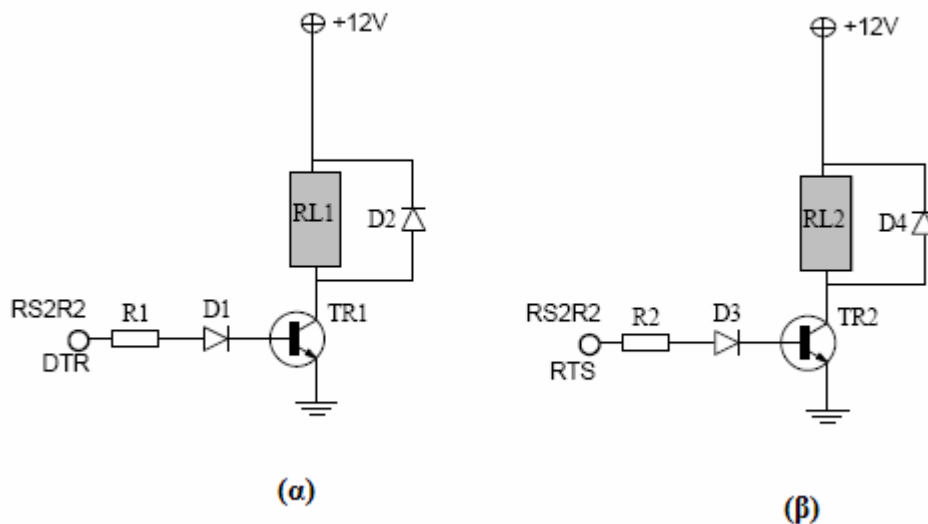 +12V
RL1
D2
RS2R2
R1
D1
TR1
DTR
(α)
+12V
RL2
D4
RS2R2
R2
D3
TR2
RTS
(β)